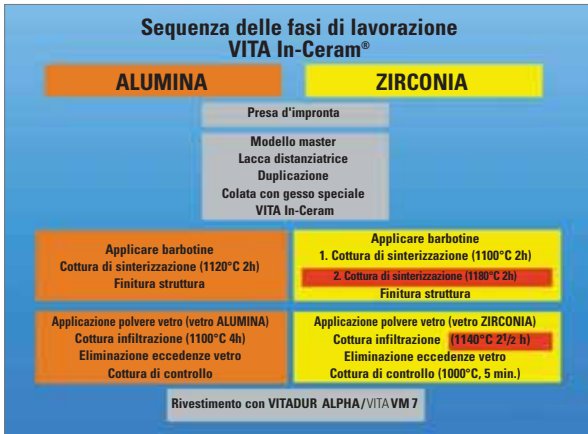 Sequenza delle fasi di lavorazione
VITA In-Ceram®
ALUMINA
ZIRCONIA
Presa d'impronta
Modello master
Lacca distanziatrice
Duplicazione
Colata con gesso speciale
VITA In-Ceram
Applicare barbotine
Cottura di sinterizzazione (1120°C 2h)
Finitura struttura
Applicare barbotine
1. Cottura di sinterizzazione (1100°C 2h)
2. Cottura di sinterizzazione (1180°C 2h)
Finitura struttura
Applicazione polvere vetro (vetro ALUMINA)
Cottura infiltrazione (1100°C 4h)
Eliminazione eccedenze vetro
Cottura di controllo
Applicazione polvere vetro (vetro ZIRCONIA)
Cottura infiltrazione (1140°C 2½ h)
Eliminazione eccedenze vetro
Cottura di controllo (1000°C, 5 min.)
Rivestimento con VITADUR ALPHA/VITA VM 7